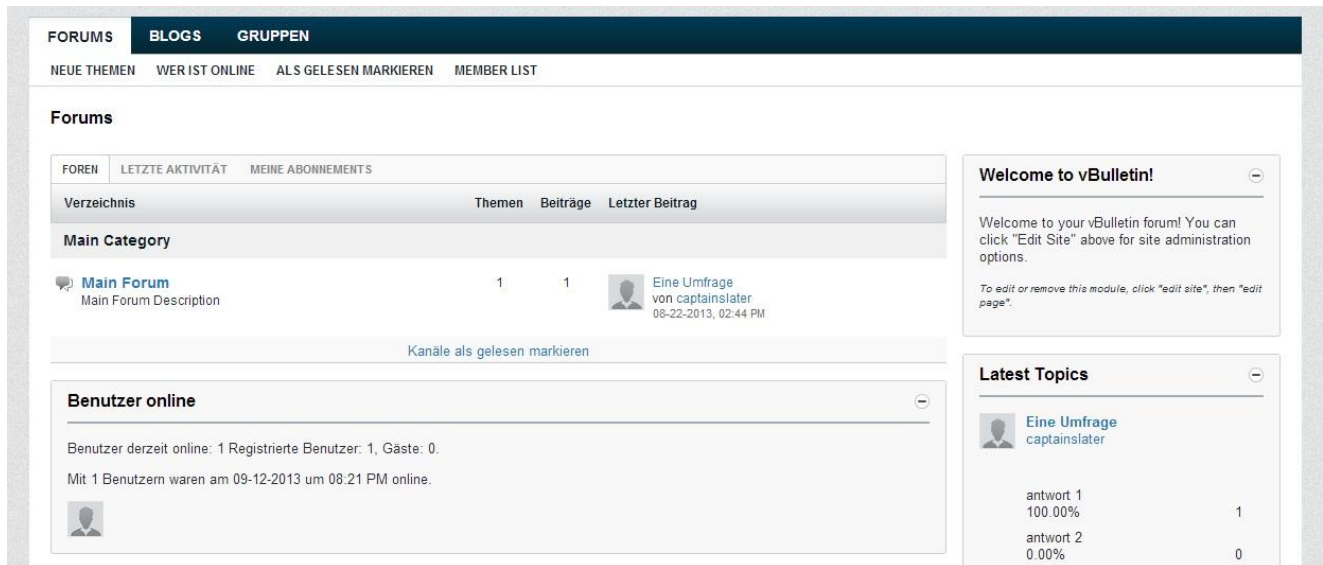 FORUMS BLOGS GRUPPEN
NEUE THEMEN WER IST ONLINE ALS GELESEN MARKIEREN MEMBER LIST
Forums
FOREN LETZTE AKTIVITÄT MEINE ABONNEMENTS
Verzeichnis Themen Beiträge Letzter Beitrag
Main Category
Main Forum 1 1 Eine Umfrage
Main Forum Description von captainslater
08-22-2013, 02:44 PM
Kanäle als gelesen markieren
Benutzer online
Benutzer derzeit online: 1 Registrierte Benutzer: 1, Gäste: 0.
Mit 1 Benutzern waren am 09-12-2013 um 08:21 PM online.
Welcome to vBulletin!
Welcome to your vBulletin forum! You can
click "Edit Site" above for site administration
options.
To edit or remove this module, click "edit site", then "edit
page".
Latest Topics
Eine Umfrage
captainslater
antwort 1
100.00% 1
antwort 2
0.00% 0